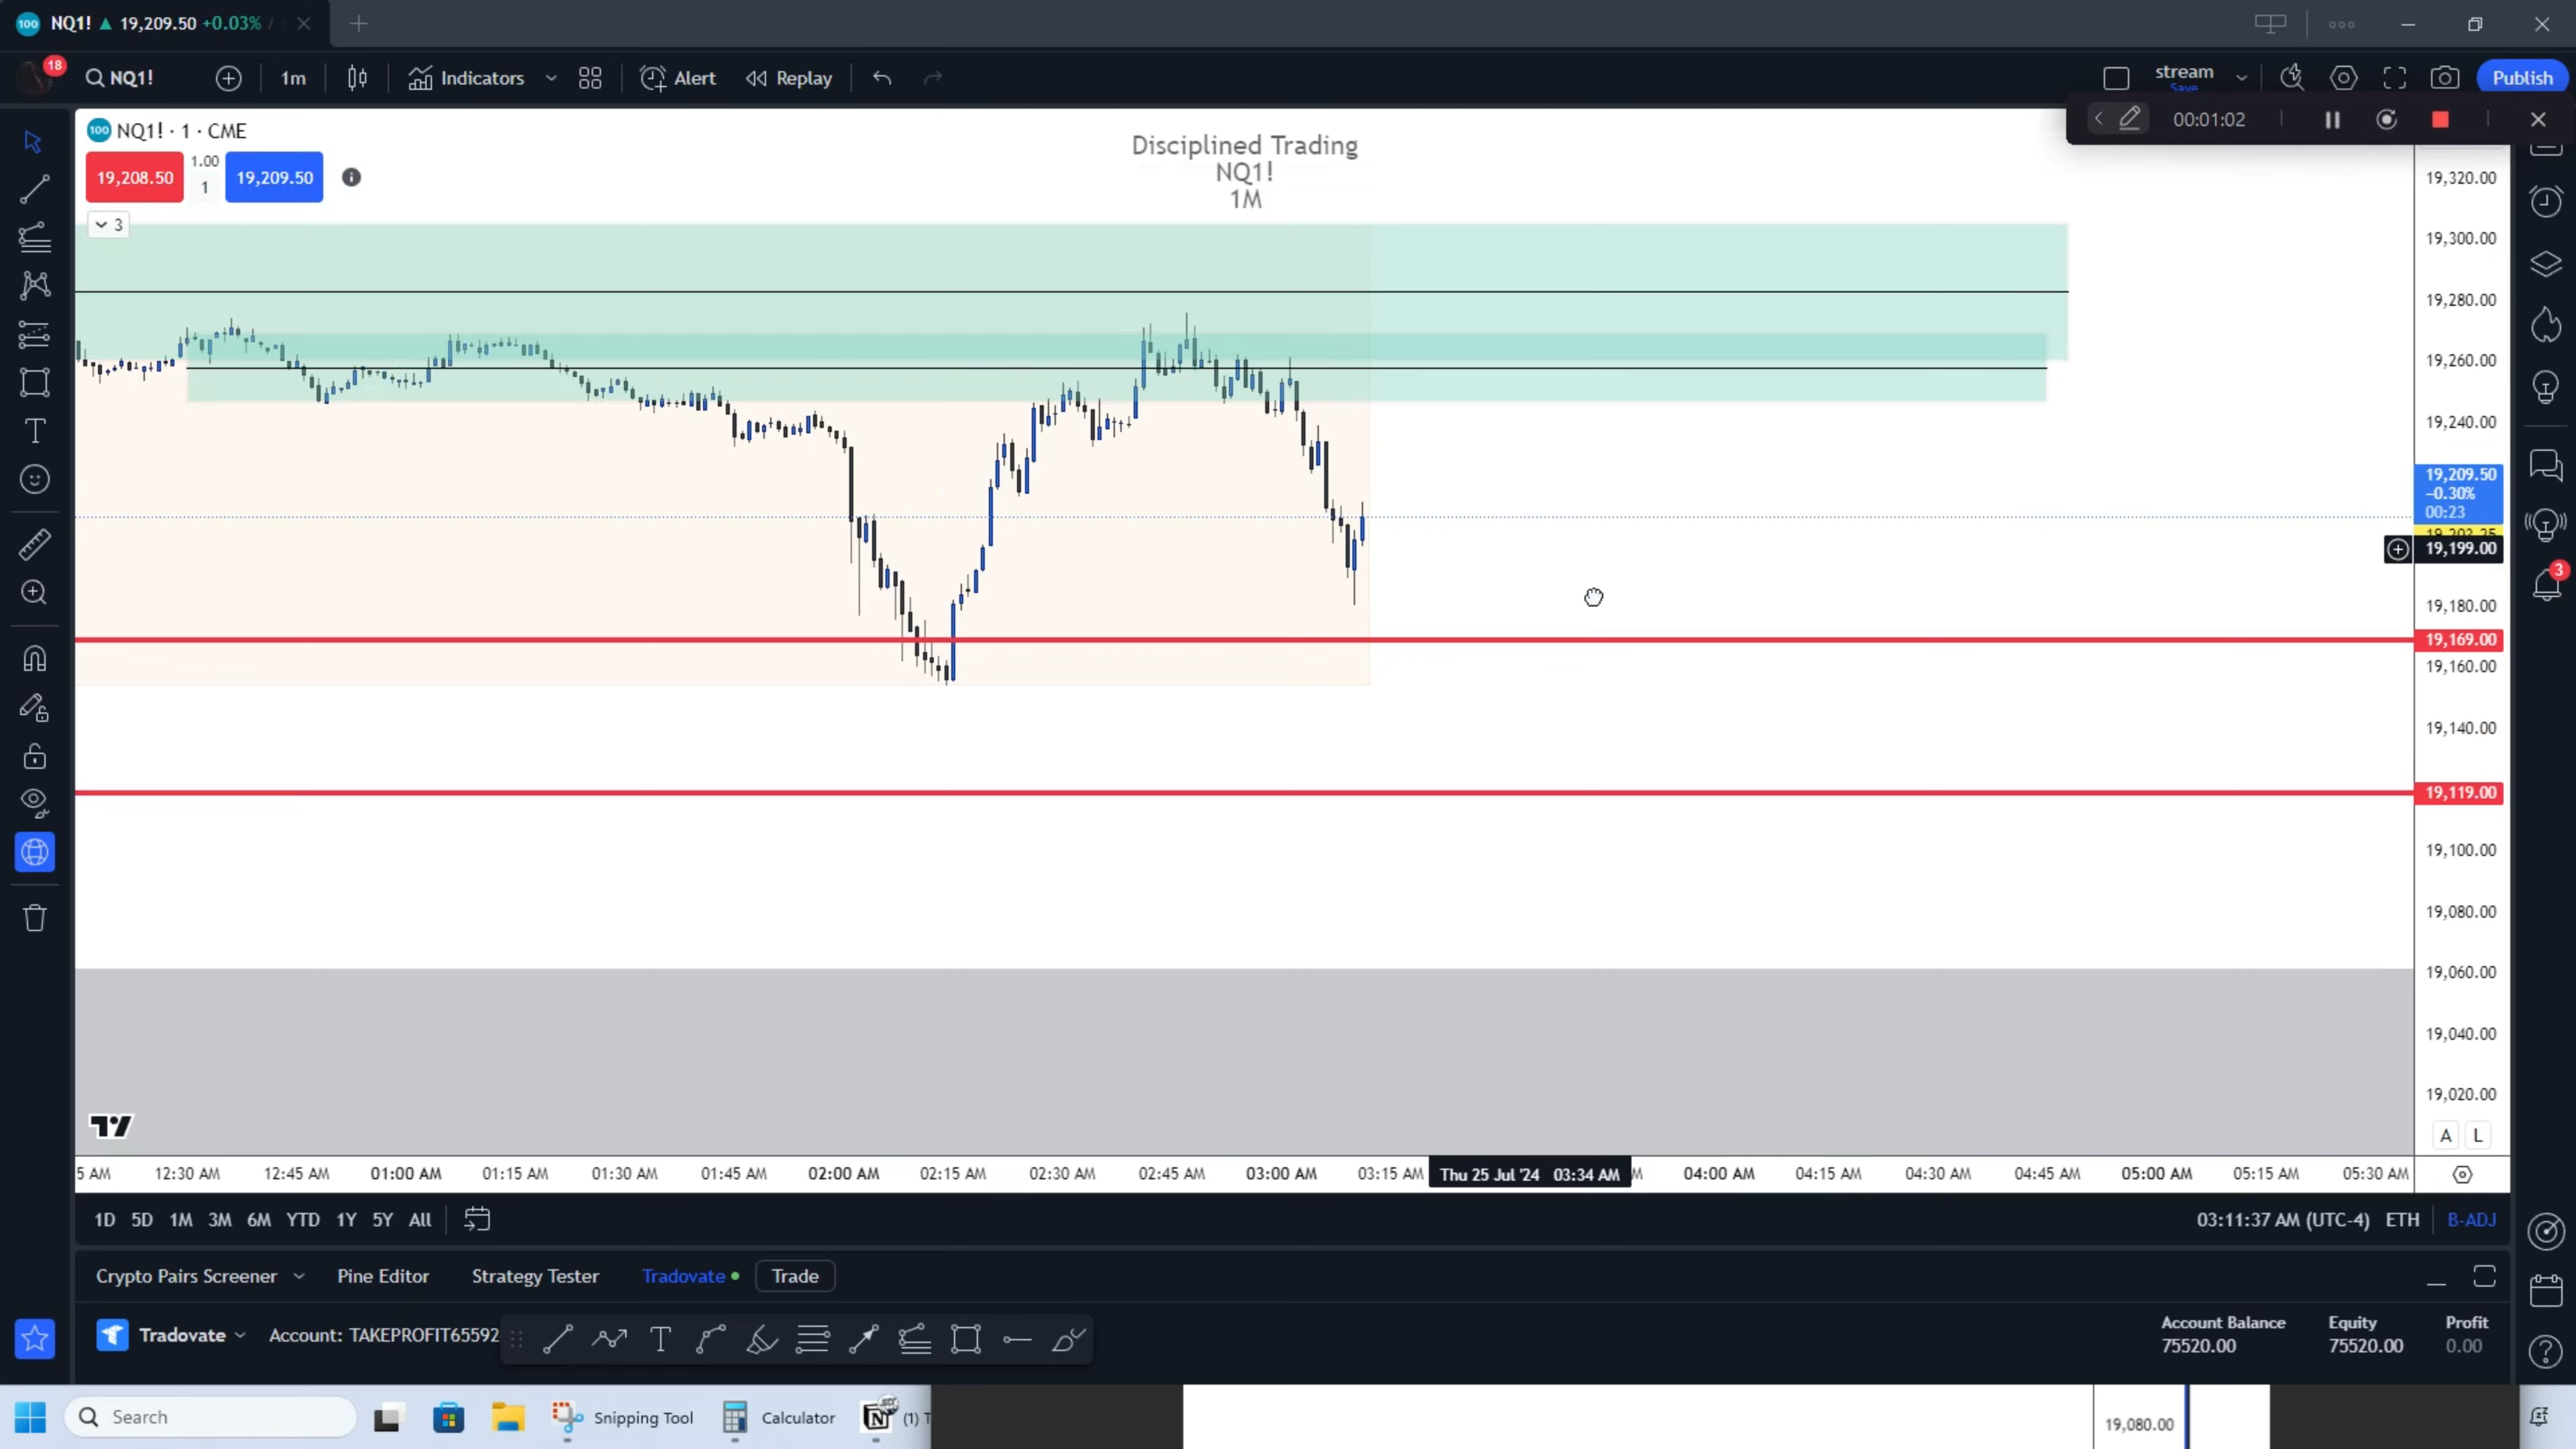 NQ1! ▲ 19,209.50 +0.03% /
18
NQ1!
1m
Indicators
Alert
Replay
stream
Save
Publish
00:01:02
100 NQ1! · 1 · CME
19,208.50
1.00
1
19,209.50
3
Disciplined Trading
NQ1!
1M
19,320.00
19,300.00
19,280.00
19,260.00
19,240.00
19,209.50
−0.30%
00:23
19,199.00
19,180.00
19,169.00
19,160.00
19,140.00
19,119.00
19,100.00
19,080.00
19,060.00
19,040.00
19,020.00
A L
3
5 AM 12:30 AM 12:45 AM 01:00 AM 01:15 AM 01:30 AM 01:45 AM 02:00 AM 02:15 AM 02:30 AM 02:45 AM 03:00 AM 03:15 AM Thu 25 Jul '24 03:34 AM M 04:00 AM 04:15 AM 04:30 AM 04:45 AM 05:00 AM 05:15 AM 05:30 AM
1D 5D 1M 3M 6M YTD 1Y 5Y All
03:11:37 AM (UTC-4) ETH B-ADJ
Crypto Pairs Screener Pine Editor Strategy Tester Tradovate Trade
Tradovate Account: TAKEPROFIT65592
Account Balance Equity Profit
75520.00 75520.00 0.00
Search
Snipping Tool
Calculator
(1) T
19,080.00